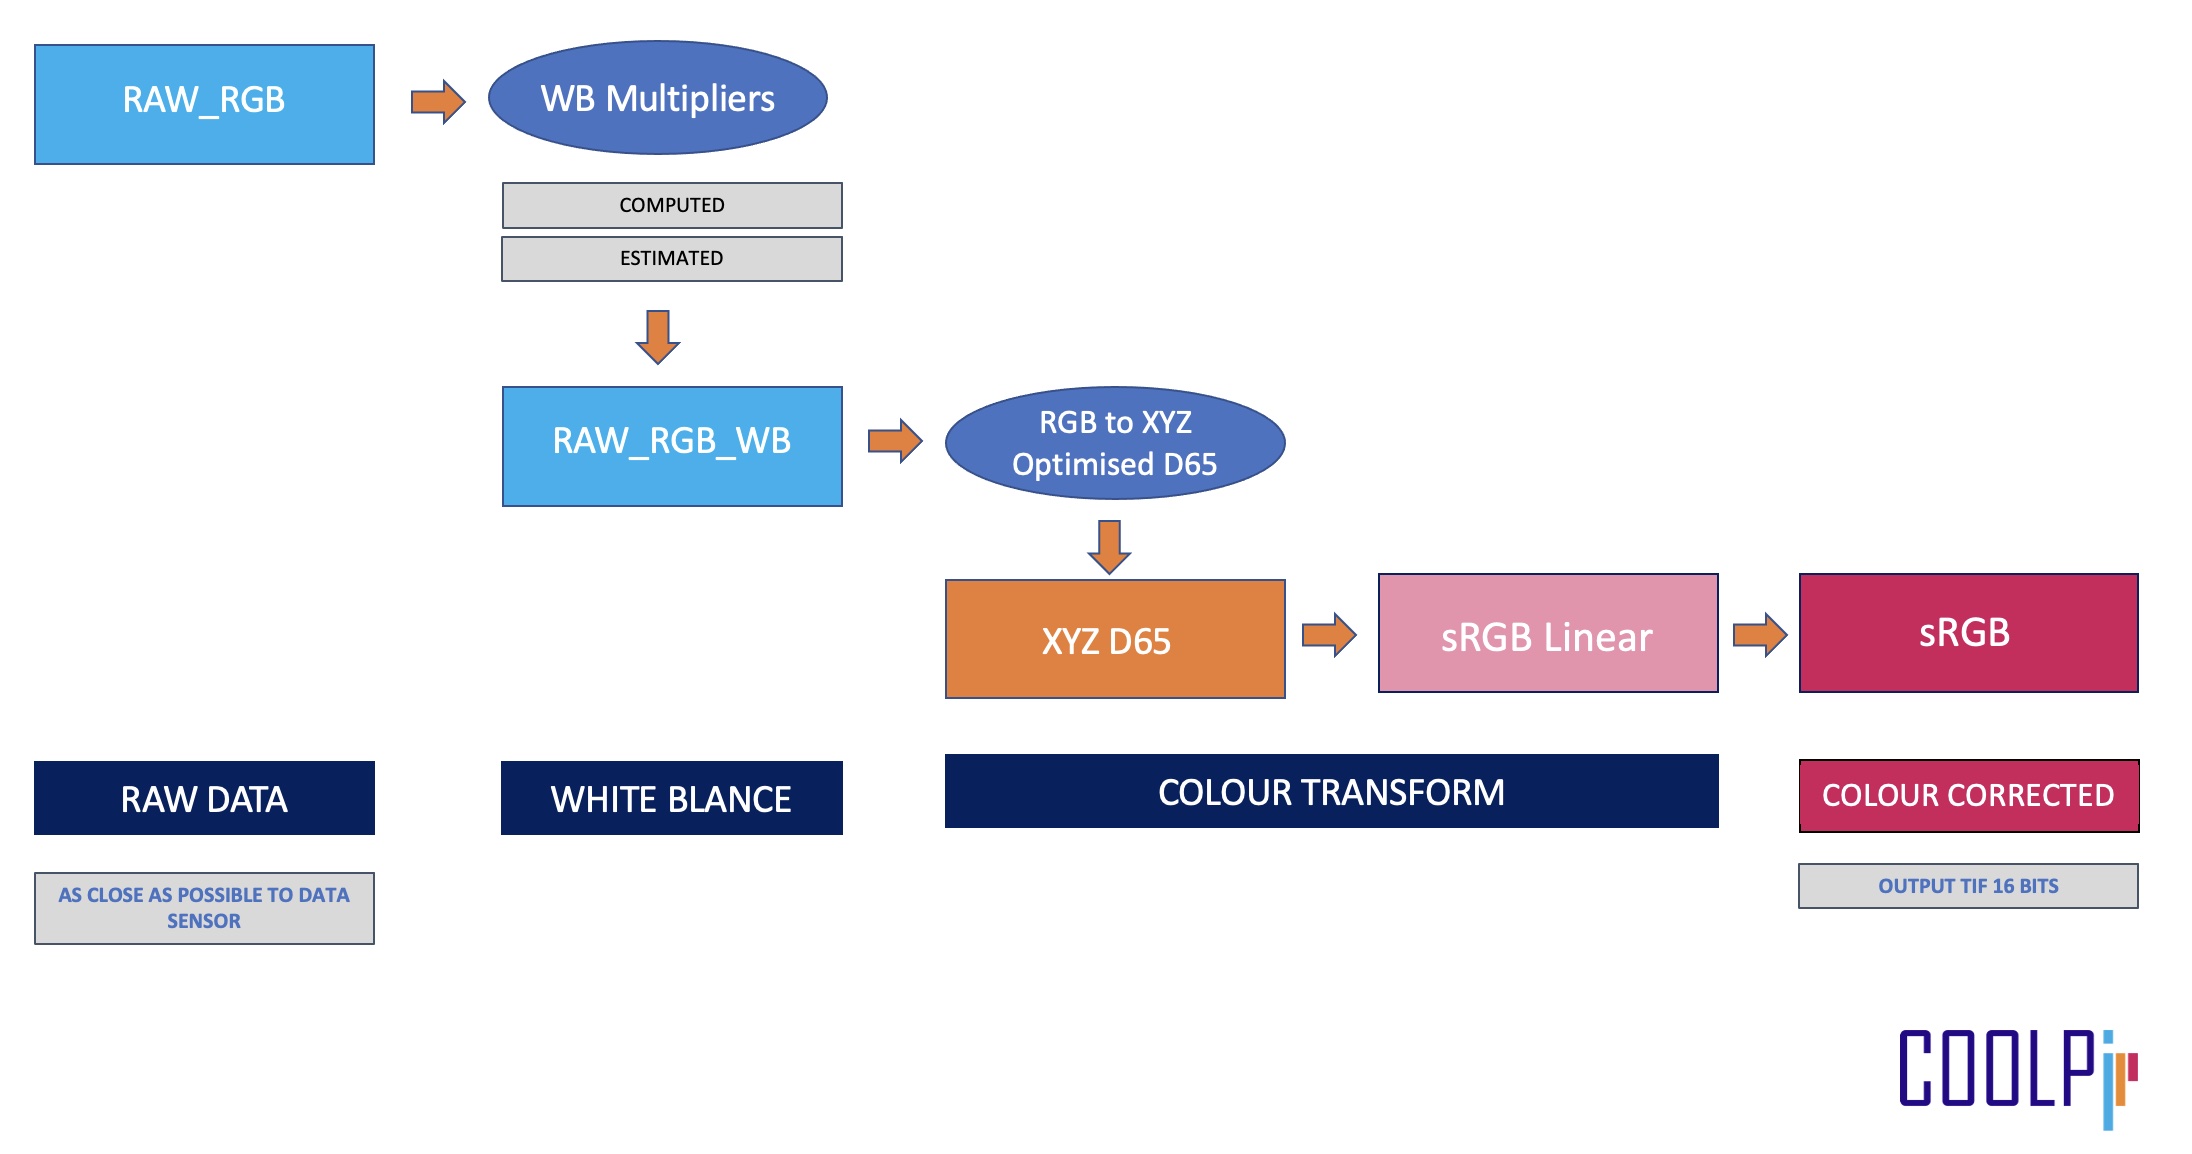 RAW_RGB
WB Multipliers
COMPUTED
ESTIMATED
RAW_RGB_WB
RGB to XYZ
Optimised D65
XYZ D65
sRGB Linear
sRGB
RAW DATA
WHITE BLANCE
COLOUR TRANSFORM
COLOUR CORRECTED
AS CLOSE AS POSSIBLE TO DATA
SENSOR
OUTPUT TIF 16 BITS
COOLPi